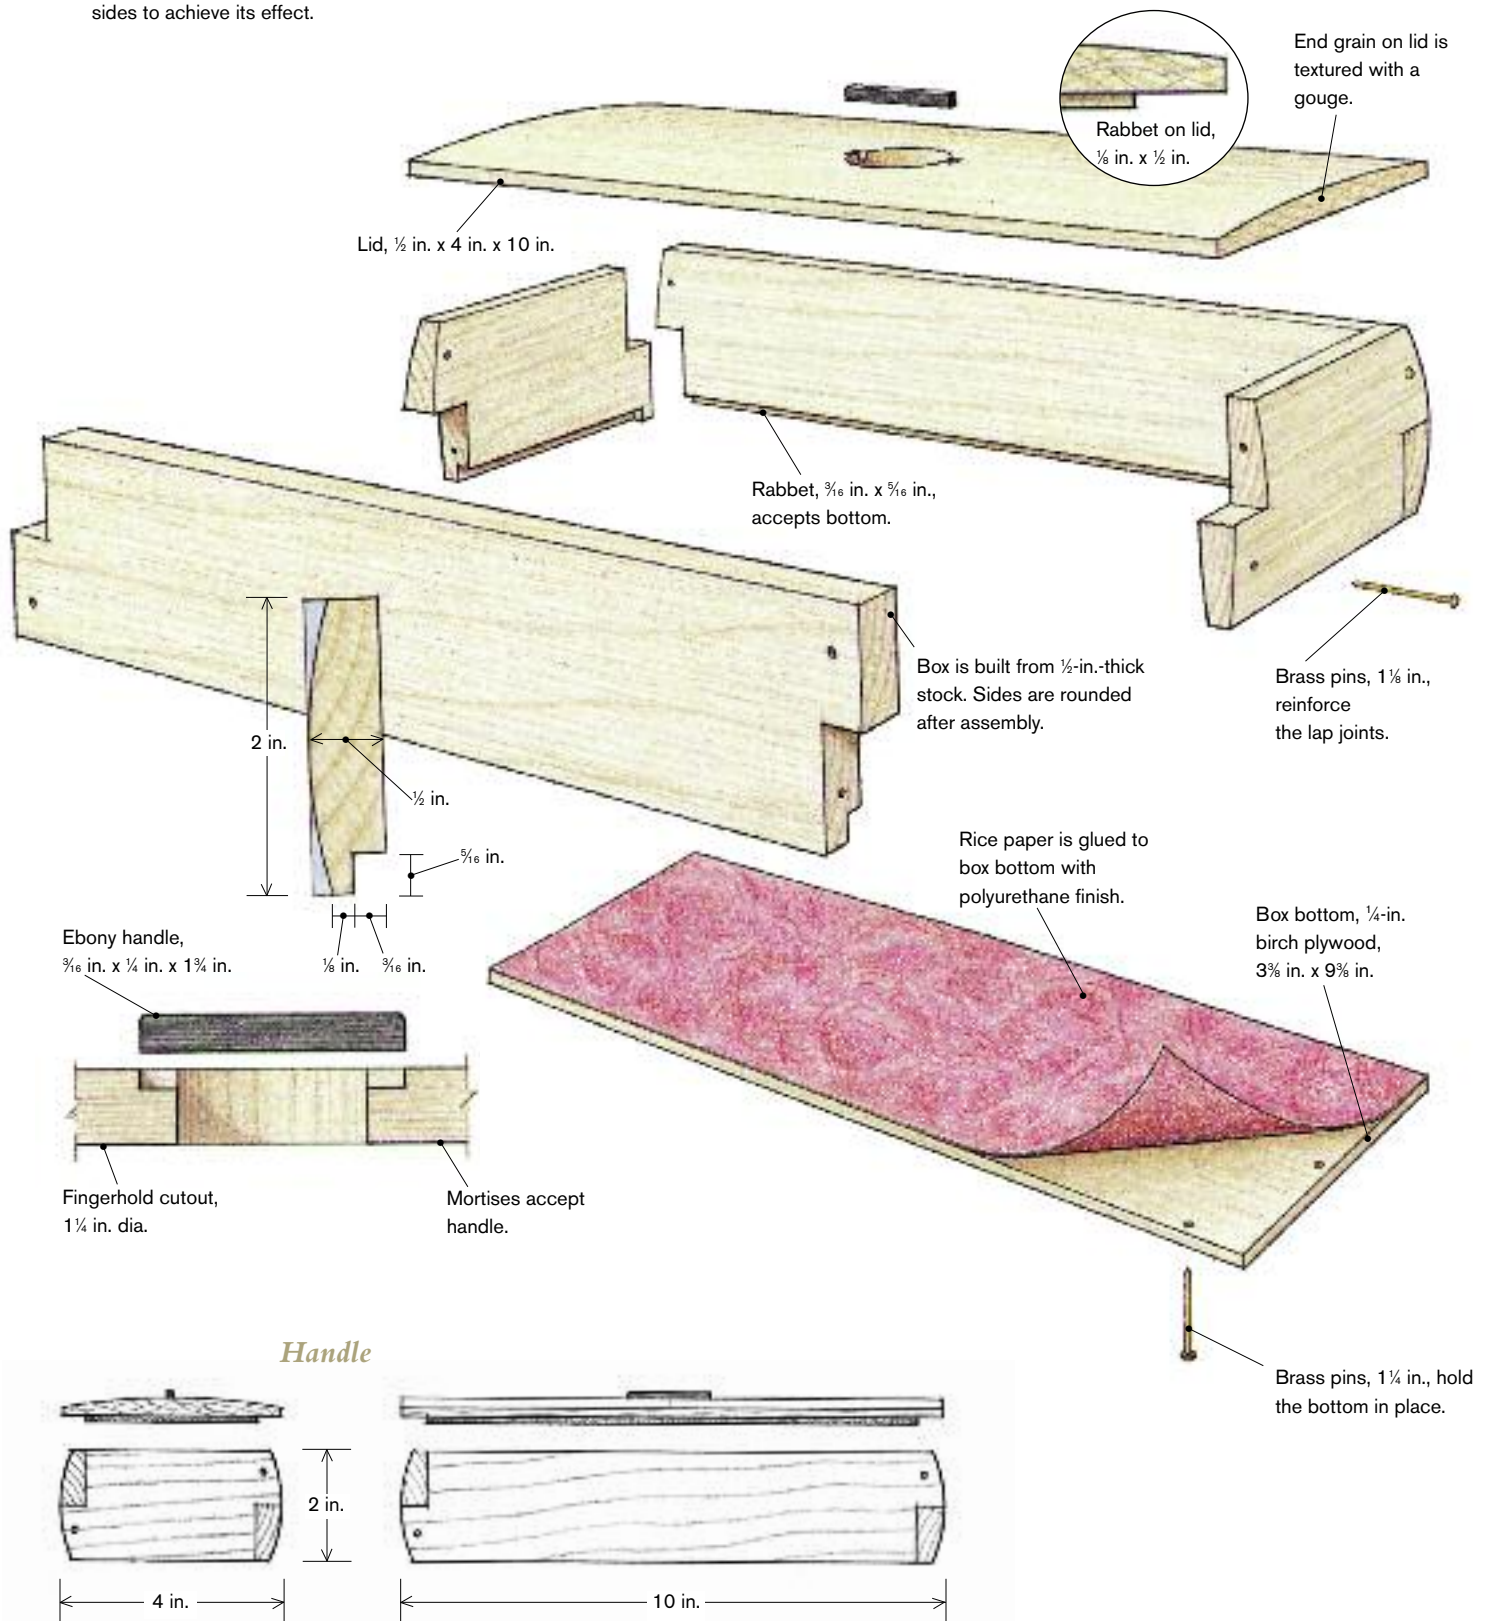 sides to achieve its effect.
End grain on lid is
textured with a
gouge.
Rabbet on lid,
⅛ in. x ½ in.
Lid, ½ in. x 4 in. x 10 in.
Rabbet, 3⁄16 in. x 5⁄16 in.,
accepts bottom.
Box is built from ½-in.-thick
stock. Sides are rounded
after assembly.
Brass pins, 1⅛ in.,
reinforce
the lap joints.
2 in.
½ in.
5⁄16 in.
⅛ in.
3⁄16 in.
Rice paper is glued to
box bottom with
polyurethane finish.
Box bottom, ¼-in.
birch plywood,
3⅜ in. x 9⅜ in.
Ebony handle,
3⁄16 in. x ¼ in. x 1¾ in.
Fingerhold cutout,
1¼ in. dia.
Mortises accept
handle.
Brass pins, 1¼ in., hold
the bottom in place.
Handle
2 in.
4 in.
10 in.